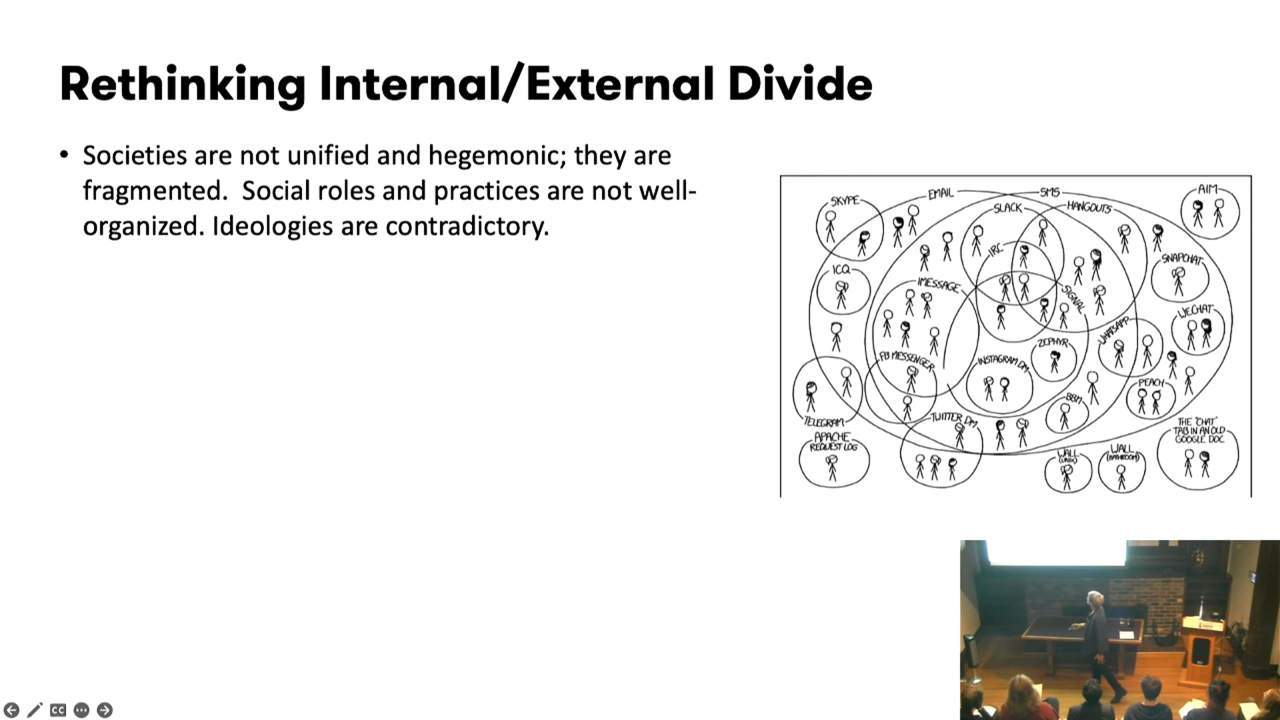 Rethinking Internal/External Divide
• Societies are not unified and hegemonic; they are
fragmented.  Social roles and practices are not well-
organized. Ideologies are contradictory.
SKYPE
EMAIL
SMS
AIM
SLACK
HANGOUTS
IRC
SNAPCHAT
ICQ
IMESSAGE
SIGNAL
WECHAT
WHATSAPP
ZEPHYR
FB MESSENGER
INSTAGRAM DM
PEACH
BBM
TELEGRAM
TWITTER DM
THE "CHAT"
TAB IN AN OLD
GOOGLE DOC
APACHE
REQUEST LOG
WALL
(UNIX)
WALL
(BATHROOM)
CC